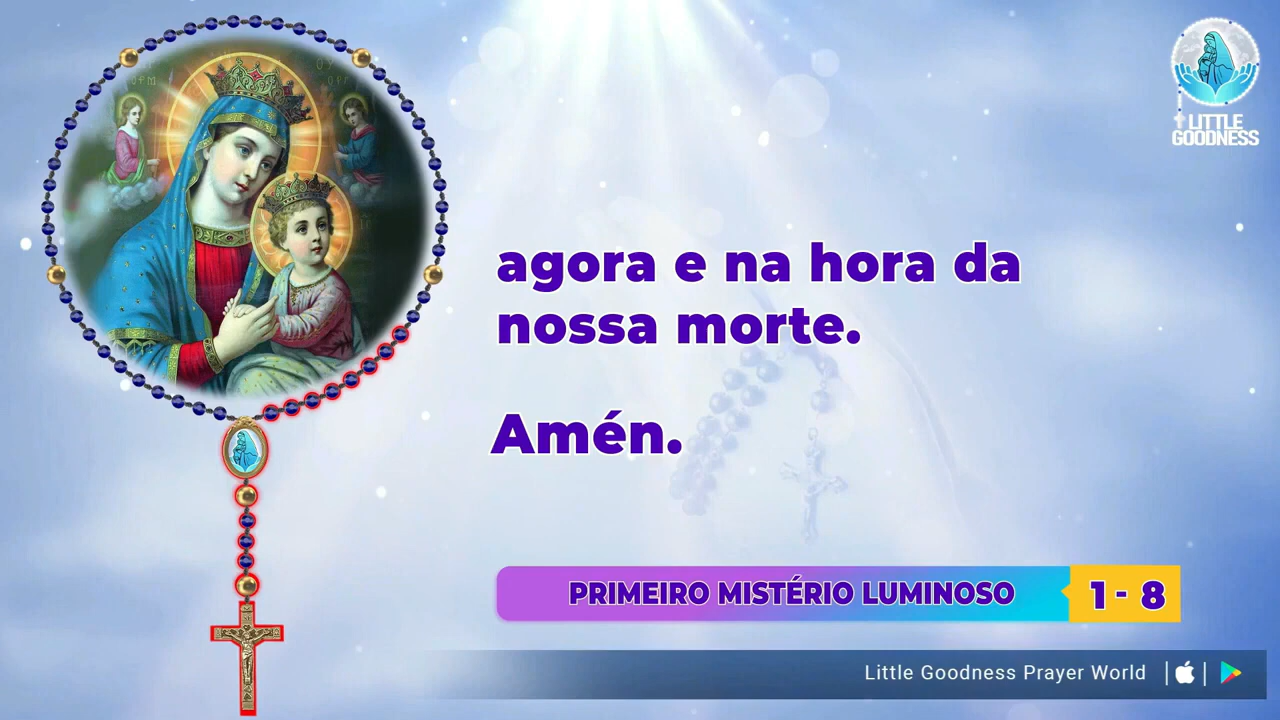 LITTLE
GOODNESS
agora e na hora da
nossa morte.
Amén.
PRIMEIRO MISTÉRIO LUMINOSO
1 - 8
Little Goodness Prayer World